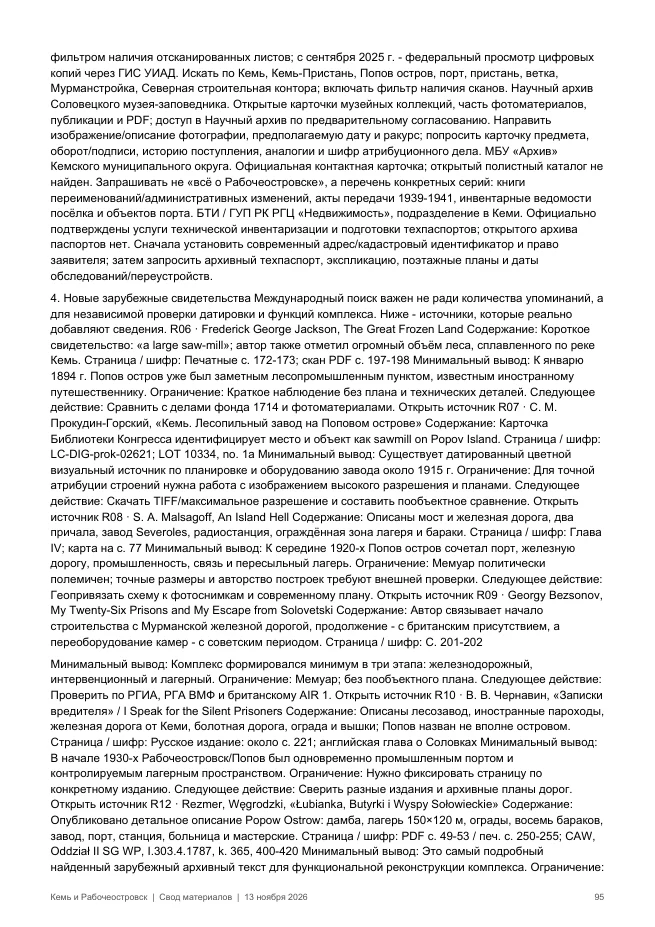 фильтром наличия отсканированных листов; с сентября 2025 г. - федеральный просмотр цифровых
копий через ГИС УИАД. Искать по Кемь, Кемь-Пристань, Попов остров, порт, пристань, ветка,
Мурманстройка, Северная строительная контора; включать фильтр наличия сканов. Научный архив
Соловецкого музея-заповедника. Открытые карточки музейных коллекций, часть фотоматериалов,
публикации и PDF; доступ в Научный архив по предварительному согласованию. Направить
изображение/описание фотографии, предполагаемую дату и ракурс; попросить карточку предмета,
оборот/подписи, историю поступления, аналогии и шифр атрибуционного дела. МБУ «Архив»
Кемского муниципального округа. Официальная контактная карточка; открытый полистный каталог не
найден. Запрашивать не «всё о Рабочеостровске», а перечень конкретных серий: книги
переименований/административных изменений, акты передачи 1939-1941, инвентарные ведомости
посёлка и объектов порта. БТИ / ГУП РК РГЦ «Недвижимость», подразделение в Кеми. Официально
подтверждены услуги технической инвентаризации и подготовки техпаспортов; открытого архива
паспортов нет. Сначала установить современный адрес/кадастровый идентификатор и право
заявителя; затем запросить архивный техпаспорт, экспликацию, поэтажные планы и даты
обследований/переустройств.
4. Новые зарубежные свидетельства Международный поиск важен не ради количества упоминаний, а
для независимой проверки датировки и функций комплекса. Ниже - источники, которые реально
добавляют сведения. R06 · Frederick George Jackson, The Great Frozen Land Содержание: Короткое
свидетельство: «a large saw-mill»; автор также отметил огромный объём леса, сплавленного по реке
Кемь. Страница / шифр: Печатные с. 172-173; скан PDF с. 197-198 Минимальный вывод: К январю
1894 г. Попов остров уже был заметным лесопромышленным пунктом, известным иностранному
путешественнику. Ограничение: Краткое наблюдение без плана и технических деталей. Следующее
действие: Сравнить с делами фонда 1714 и фотоматериалами. Открыть источник R07 · С. М.
Прокудин-Горский, «Кемь. Лесопильный завод на Поповом острове» Содержание: Карточка
Библиотеки Конгресса идентифицирует место и объект как sawmill on Popov Island. Страница / шифр:
LC-DIG-prok-02621; LOT 10334, no. 1a Минимальный вывод: Существует датированный цветной
визуальный источник по планировке и оборудованию завода около 1915 г. Ограничение: Для точной
атрибуции строений нужна работа с изображением высокого разрешения и планами. Следующее
действие: Скачать TIFF/максимальное разрешение и составить пообъектное сравнение. Открыть
источник R08 · S. A. Malsagoff, An Island Hell Содержание: Описаны мост и железная дорога, два
причала, завод Severoles, радиостанция, ограждённая зона лагеря и бараки. Страница / шифр: Глава
IV; карта на с. 77 Минимальный вывод: К середине 1920-х Попов остров сочетал порт, железную
дорогу, промышленность, связь и пересыльный лагерь. Ограничение: Мемуар политически
полемичен; точные размеры и авторство построек требуют внешней проверки. Следующее действие:
Геопривязать схему к фотоснимкам и современному плану. Открыть источник R09 · Georgy Bezsonov,
My Twenty-Six Prisons and My Escape from Solovetski Содержание: Автор связывает начало
строительства с Мурманской железной дорогой, продолжение - с британским присутствием, а
переоборудование камер - с советским периодом. Страница / шифр: С. 201-202
Минимальный вывод: Комплекс формировался минимум в три этапа: железнодорожный,
интервенционный и лагерный. Ограничение: Мемуар; без пообъектного плана. Следующее действие:
Проверить по РГИА, РГА ВМФ и британскому AIR 1. Открыть источник R10 · В. В. Чернавин, «Записки
вредителя» / I Speak for the Silent Prisoners Содержание: Описаны лесозавод, иностранные пароходы,
железная дорога от Кеми, болотная дорога, ограда и вышки; Попов назван не вполне островом.
Страница / шифр: Русское издание: около с. 221; английская глава о Соловках Минимальный вывод:
В начале 1930-х Рабочеостровск/Попов был одновременно промышленным портом и
контролируемым лагерным пространством. Ограничение: Нужно фиксировать страницу по
конкретному изданию. Следующее действие: Сверить разные издания и архивные планы дорог.
Открыть источник R12 · Rezmer, Węgrodzki, «Łubianka, Butyrki i Wyspy Sołowieckie» Содержание:
Опубликовано детальное описание Popow Ostrow: дамба, лагерь 150×120 м, ограды, восемь бараков,
завод, порт, станция, больница и мастерские. Страница / шифр: PDF с. 49-53 / печ. с. 250-255; CAW,
Oddział II SG WP, I.303.4.1787, k. 365, 400-420 Минимальный вывод: Это самый подробный
найденный зарубежный архивный текст для функциональной реконструкции комплекса. Ограничение:
Кемь и Рабочеостровск | Свод материалов | 13 ноября 2026
95